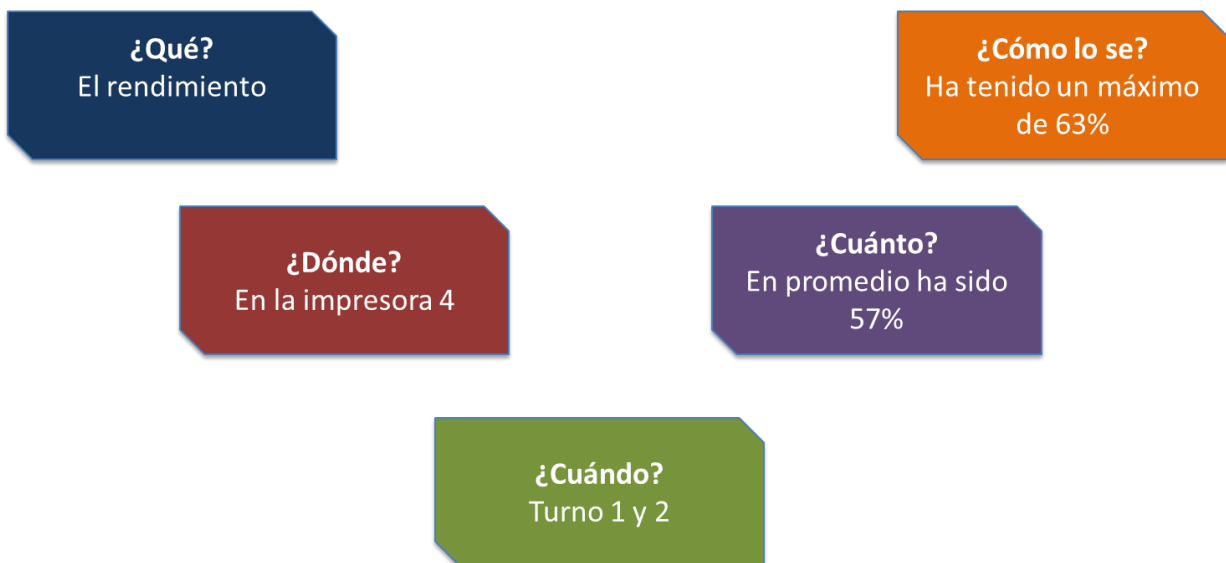 ¿Qué?
El rendimiento
¿Cómo lo se?
Ha tenido un máximo
de 63%
¿Dónde?
En la impresora 4
¿Cuánto?
En promedio ha sido
57%
¿Cuándo?
Turno 1 y 2